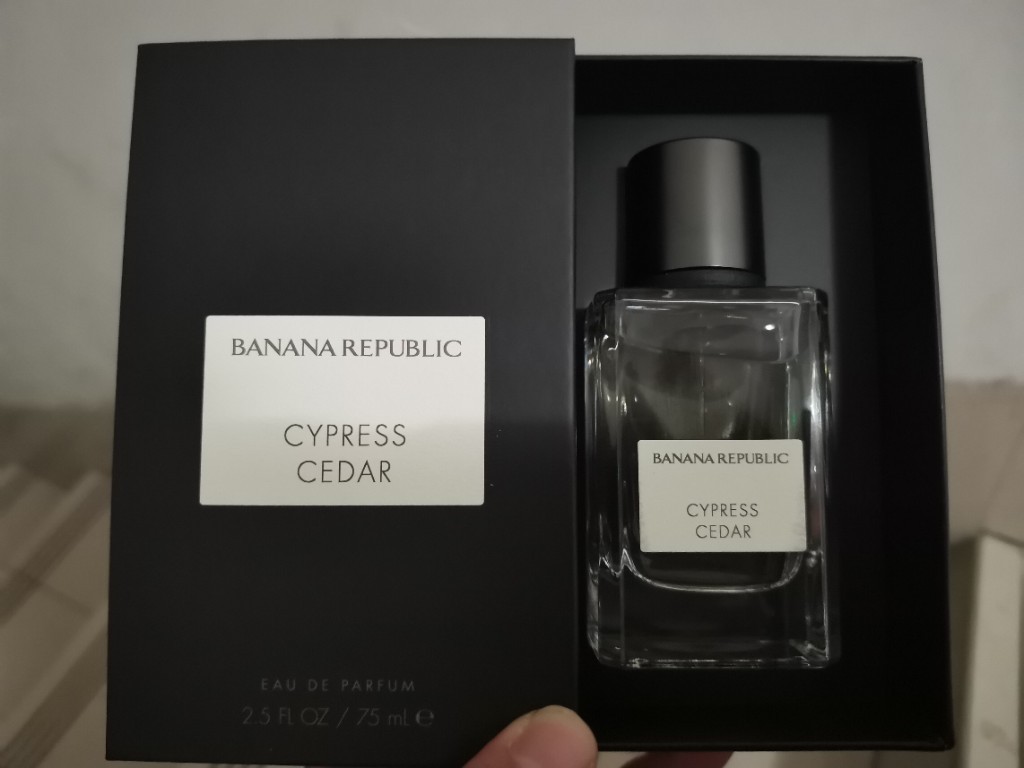 BANANA REPUBLIC
CYPRESS
CEDAR
EAU DE PARFUM
2.5 FL OZ / 75 mL ℮
BANANA REPUBLIC
CYPRESS
CEDAR